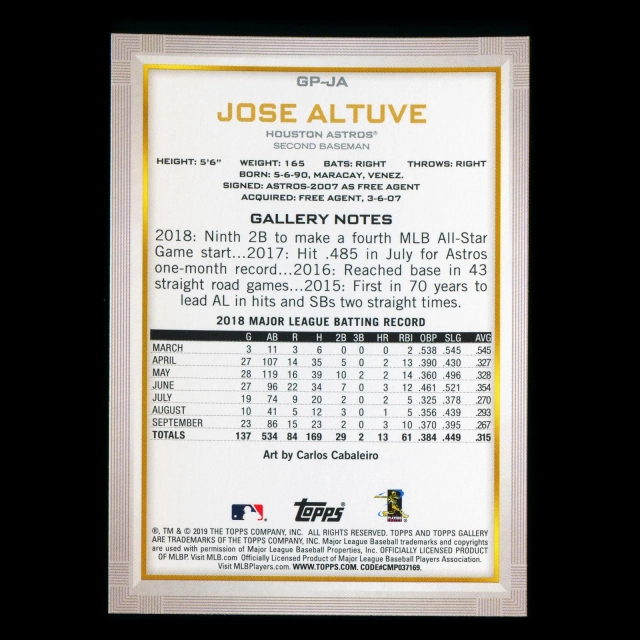 GP-JA
JOSE ALTUVE
HOUSTON ASTROS®
SECOND BASEMAN
HEIGHT: 5'6" WEIGHT: 165 BATS: RIGHT THROWS: RIGHT
BORN: 5-6-90, MARACAY, VENEZ.
SIGNED: ASTROS-2007 AS FREE AGENT
ACQUIRED: FREE AGENT, 3-6-07
GALLERY NOTES
2018: Ninth 2B to make a fourth MLB All-Star
Game start...2017: Hit .485 in July for Astros
one-month record...2016: Reached base in 43
straight road games...2015: First in 70 years to
lead AL in hits and SBs two straight times.
2018 MAJOR LEAGUE BATTING RECORD
G AB R H 2B 3B HR RBI OBP SLG AVG
MARCH 3 11 3 6 0 0 0 2 .538 .545 .545
APRIL 27 107 14 35 5 0 2 13 .390 .430 .327
MAY 28 119 16 39 10 2 2 14 .360 .496 .328
JUNE 27 96 22 34 7 0 3 12 .461 .521 .354
JULY 19 74 9 20 2 0 2 5 .325 .378 .270
AUGUST 10 41 5 12 3 0 1 5 .356 .439 .293
SEPTEMBER 23 86 15 23 2 0 3 10 .370 .395 .267
TOTALS 137 534 84 169 29 2 13 61 .384 .449 .315
Art by Carlos Cabaleiro
Topps
®, TM & © 2019 THE TOPPS COMPANY, INC. ALL RIGHTS RESERVED. TOPPS AND TOPPS GALLERY
ARE TRADEMARKS OF THE TOPPS COMPANY, INC. Major League Baseball trademarks and copyrights
are used with permission of Major League Baseball Properties, Inc. OFFICIALLY LICENSED PRODUCT
OF MLBP. Visit MLB.com Officially Licensed Product of Major League Baseball Players Association.
Visit MLBPlayers.com. WWW.TOPPS.COM. CODE#CMP037169.